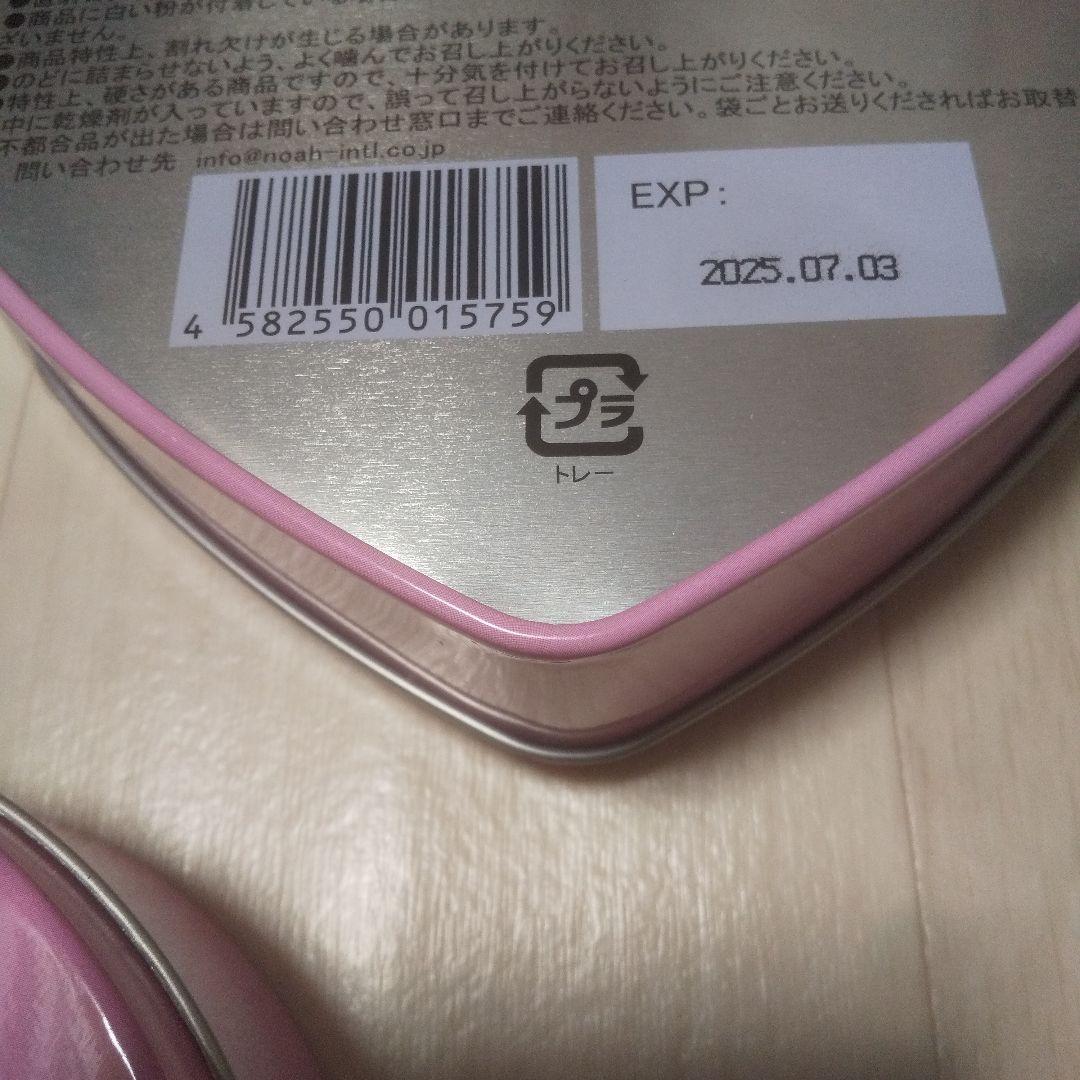 ●商品に白い粉が付着している場合
ざいません。
●商品特性上、割れ欠けが生じる場合があります。
●のどに詰まらせないよう、よく噛んでお召し上がりください。
●特性上、硬さがある商品ですので、十分気を付けてお召し上がりください。
中に乾燥剤が入っていますので、誤って召し上がらないようにご注意ください。
不都合品が出た場合は問い合わせ窓口までご連絡ください。袋ごとお送りくださればお取替
問い合わせ先 info@noah-intl.co.jp
4 582550 015759
EXP:
2025.07.03
プラ
トレー